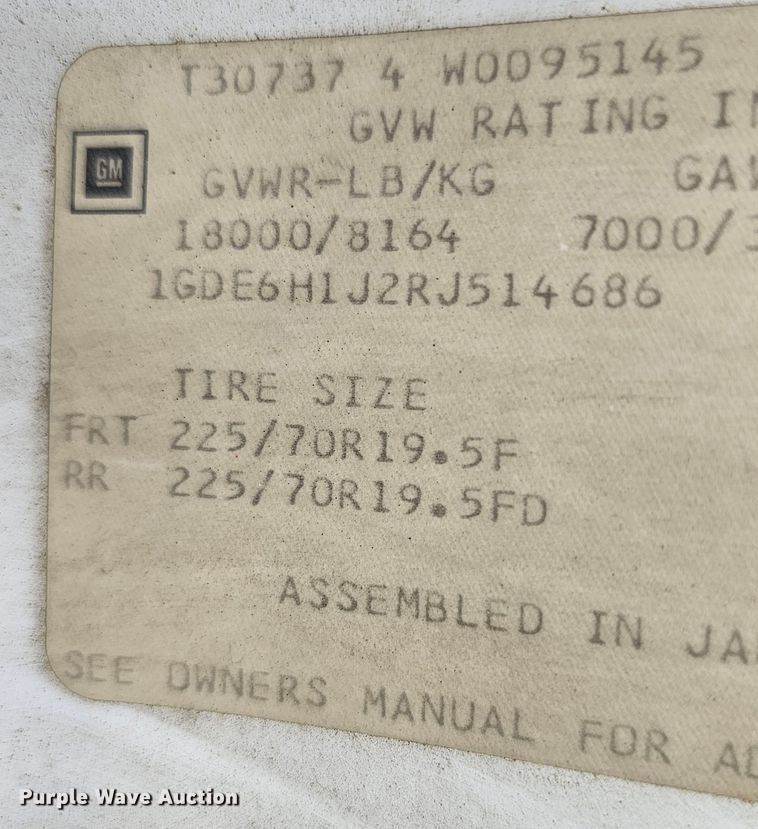 T30737 4 W0095145
GVW RATING
GM
GVWR-LB/KG
18000/8164 7000/
1GDE6H1J2RJ514686
TIRE SIZE
FRT 225/70R19.5F
RR 225/70R19.5FD
ASSEMBLED IN
SEE OWNERS MANUAL FOR
Purple Wave Auction